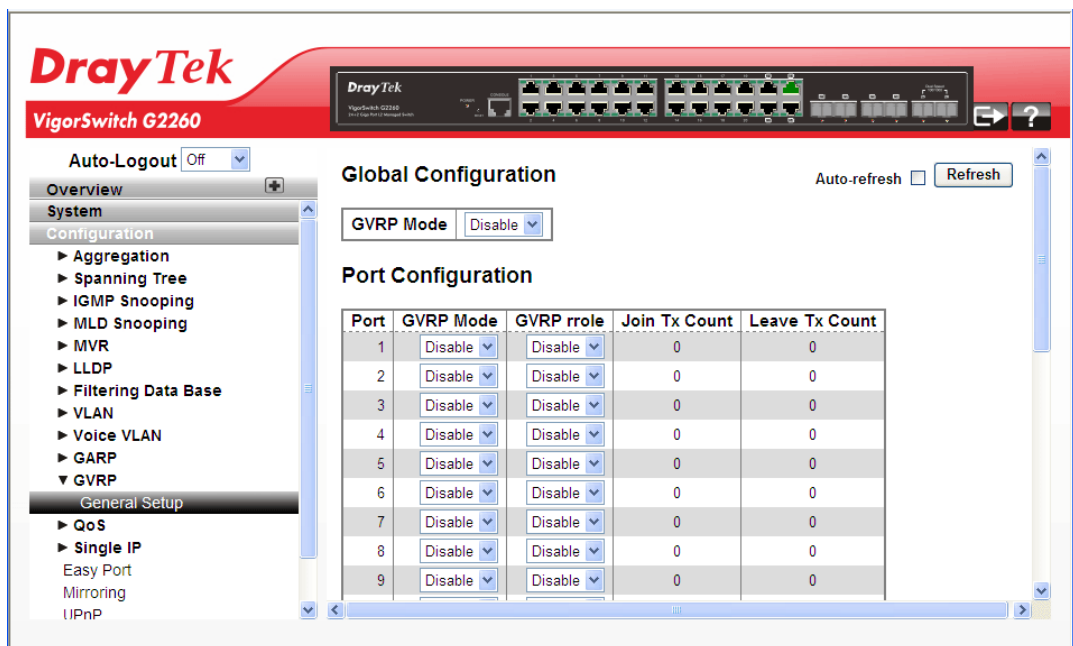 DrayTek
VigorSwitch G2260
DrayTek
VigorSwitch G2260
CONSOLE
POWER
?
Auto-Logout Off
Overview
System
Configuration
Aggregation
Spanning Tree
IGMP Snooping
MLD Snooping
MVR
LLDP
Filtering Data Base
VLAN
Voice VLAN
GARP
GVRP
General Setup
QoS
Single IP
Easy Port
Mirroring
UPnP
Global Configuration
Auto-refresh Refresh
GVRP Mode Disable
Port Configuration
Port GVRP Mode GVRP rrole Join Tx Count Leave Tx Count
1 Disable Disable 0 0
2 Disable Disable 0 0
3 Disable Disable 0 0
4 Disable Disable 0 0
5 Disable Disable 0 0
6 Disable Disable 0 0
7 Disable Disable 0 0
8 Disable Disable 0 0
9 Disable Disable 0 0